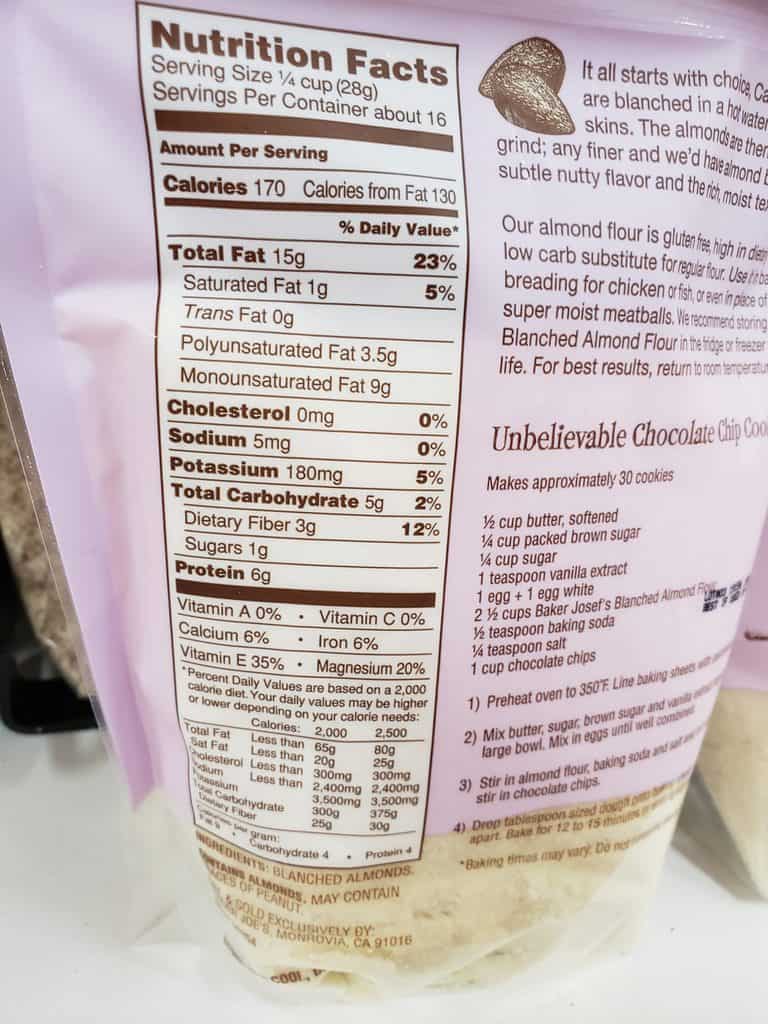 Nutrition Facts
Serving Size ¼ cup (28g)
Servings Per Container about 16
Amount Per Serving
Calories 170 Calories from Fat 130
% Daily Value*
Total Fat 15g 23%
Saturated Fat 1g 5%
Trans Fat 0g
Polyunsaturated Fat 3.5g
Monounsaturated Fat 9g
Cholesterol 0mg 0%
Sodium 5mg 0%
Potassium 180mg 5%
Total Carbohydrate 5g 2%
Dietary Fiber 3g 12%
Sugars 1g
Protein 6g
Vitamin A 0% • Vitamin C 0%
Calcium 6% • Iron 6%
Vitamin E 35% • Magnesium 20%
*Percent Daily Values are based on a 2,000
calorie diet. Your daily values may be higher
or lower depending on your calorie needs:
Calories: 2,000 2,500
Total Fat Less than 65g 80g
Sat Fat Less than 20g 25g
Less than 300mg 300mg
Less than 2,400mg 2,400mg
3,500mg 3,500mg
Total Carbohydrate 300g 375g
Dietary Fiber 25g 30g
per gram:
Fat 9 • Carbohydrate 4 • Protein 4
INGREDIENTS: BLANCHED ALMONDS.
CONTAINS ALMONDS. MAY CONTAIN
OF PEANUT.
& SOLD EXCLUSIVELY BY:
JOE'S, MONROVIA, CA 91016
It all starts with choice
are blanched in a hot water
skins. The almonds are then
grind; any finer and we'd have almond
subtle nutty flavor and the rich, moist
Our almond flour is gluten free, high in
low carb substitute for regular flour. Use it in
breading for chicken or fish, or even in place of
super moist meatballs. We recommend storing
Blanched Almond Flour in the fridge or freezer
life. For best results, return to room
Unbelievable Chocolate Chip
Makes approximately 30 cookies
½ cup butter, softened
¼ cup packed brown sugar
¼ cup sugar
1 teaspoon vanilla extract
1 egg + 1 egg white
2 ½ cups Baker Josef's Blanched Almond Flour
½ teaspoon baking soda
¼ teaspoon salt
1 cup chocolate chips
1) Preheat oven to 350°F. Line baking sheets with
2) Mix butter, sugar, brown sugar and vanilla
large bowl. Mix in eggs until well combined.
3) Stir in almond flour, baking soda and salt
stir in chocolate chips.
4) Drop tablespoon sized dough
apart. Bake for 12 to 15 minutes
*Baking times may vary. Do not